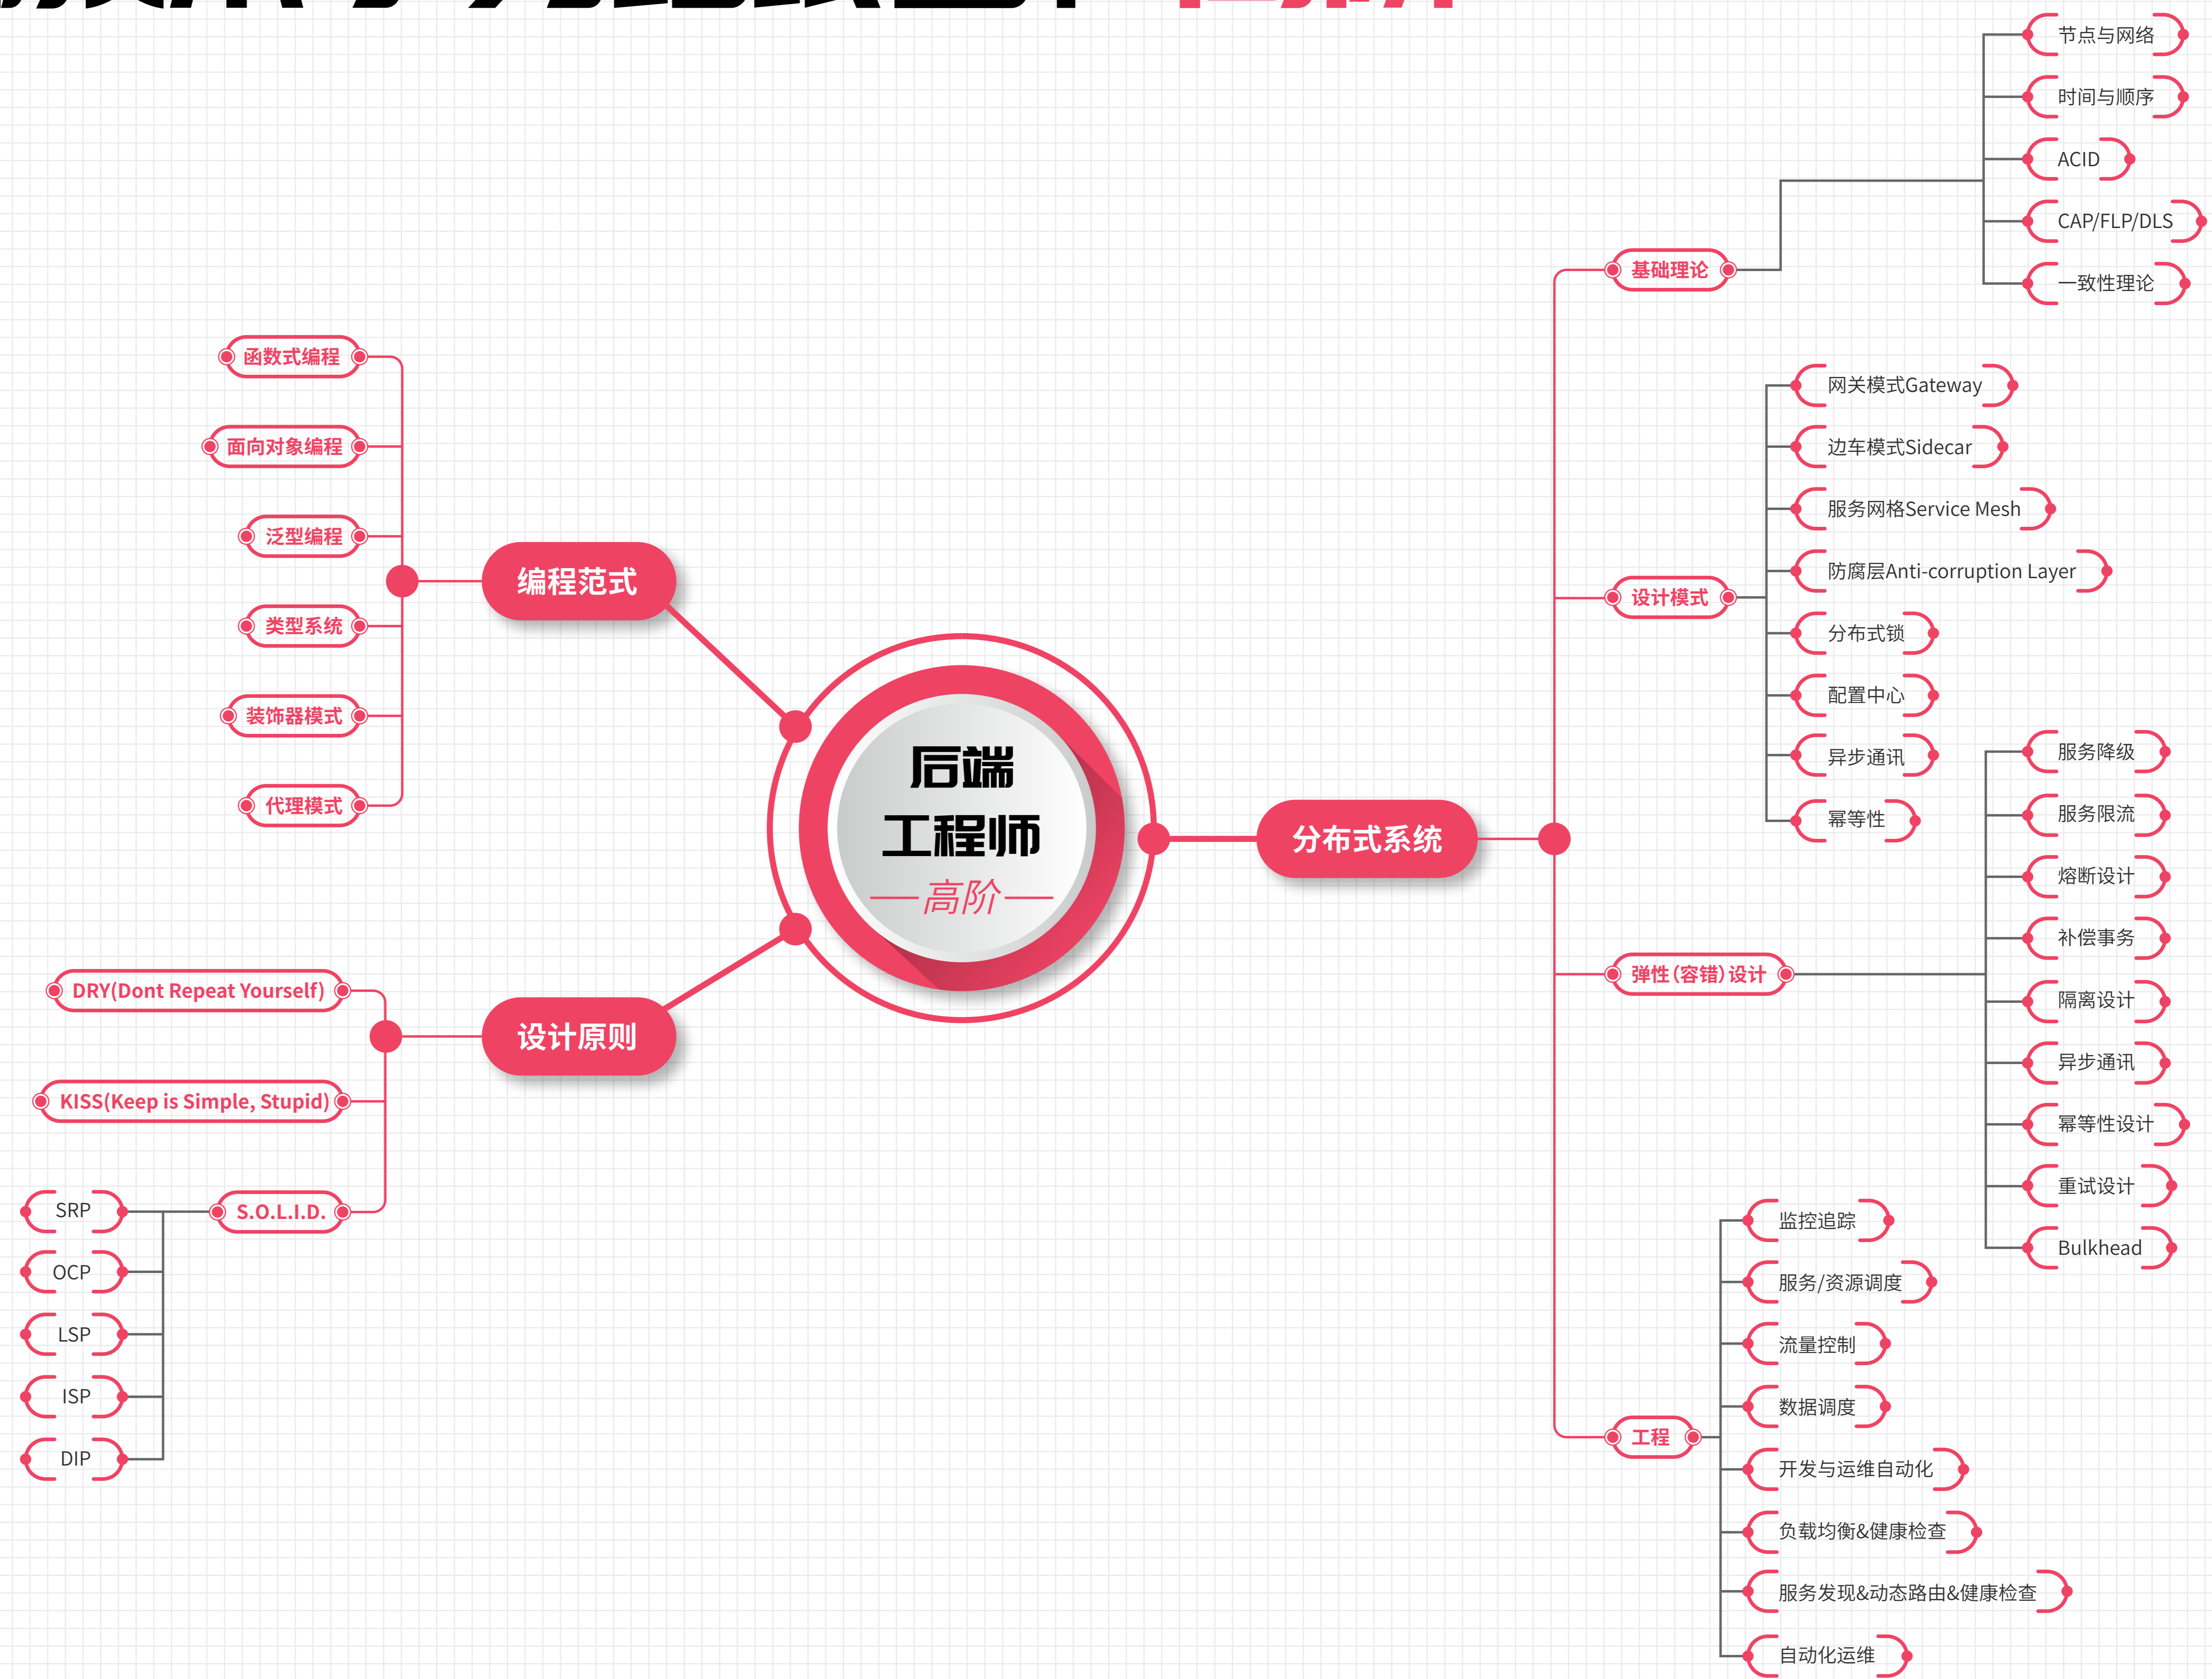 后端
工程师
高阶
编程范式
函数式编程
面向对象编程
泛型编程
类型系统
装饰器模式
代理模式
设计原则
DRY(Dont Repeat Yourself)
KISS(Keep is Simple, Stupid)
S.O.L.I.D.
SRP
OCP
LSP
ISP
DIP
分布式系统
基础理论
节点与网络
时间与顺序
ACID
CAP/FLP/DLS
一致性理论
设计模式
网关模式Gateway
边车模式Sidecar
服务网格Service Mesh
防腐层Anti-corruption Layer
分布式锁
配置中心
异步通讯
幂等性
弹性(容错)设计
服务降级
服务限流
熔断设计
补偿事务
隔离设计
异步通讯
幂等性设计
重试设计
Bulkhead
工程
监控追踪
服务/资源调度
流量控制
数据调度
开发与运维自动化
负载均衡&健康检查
服务发现&动态路由&健康检查
自动化运维